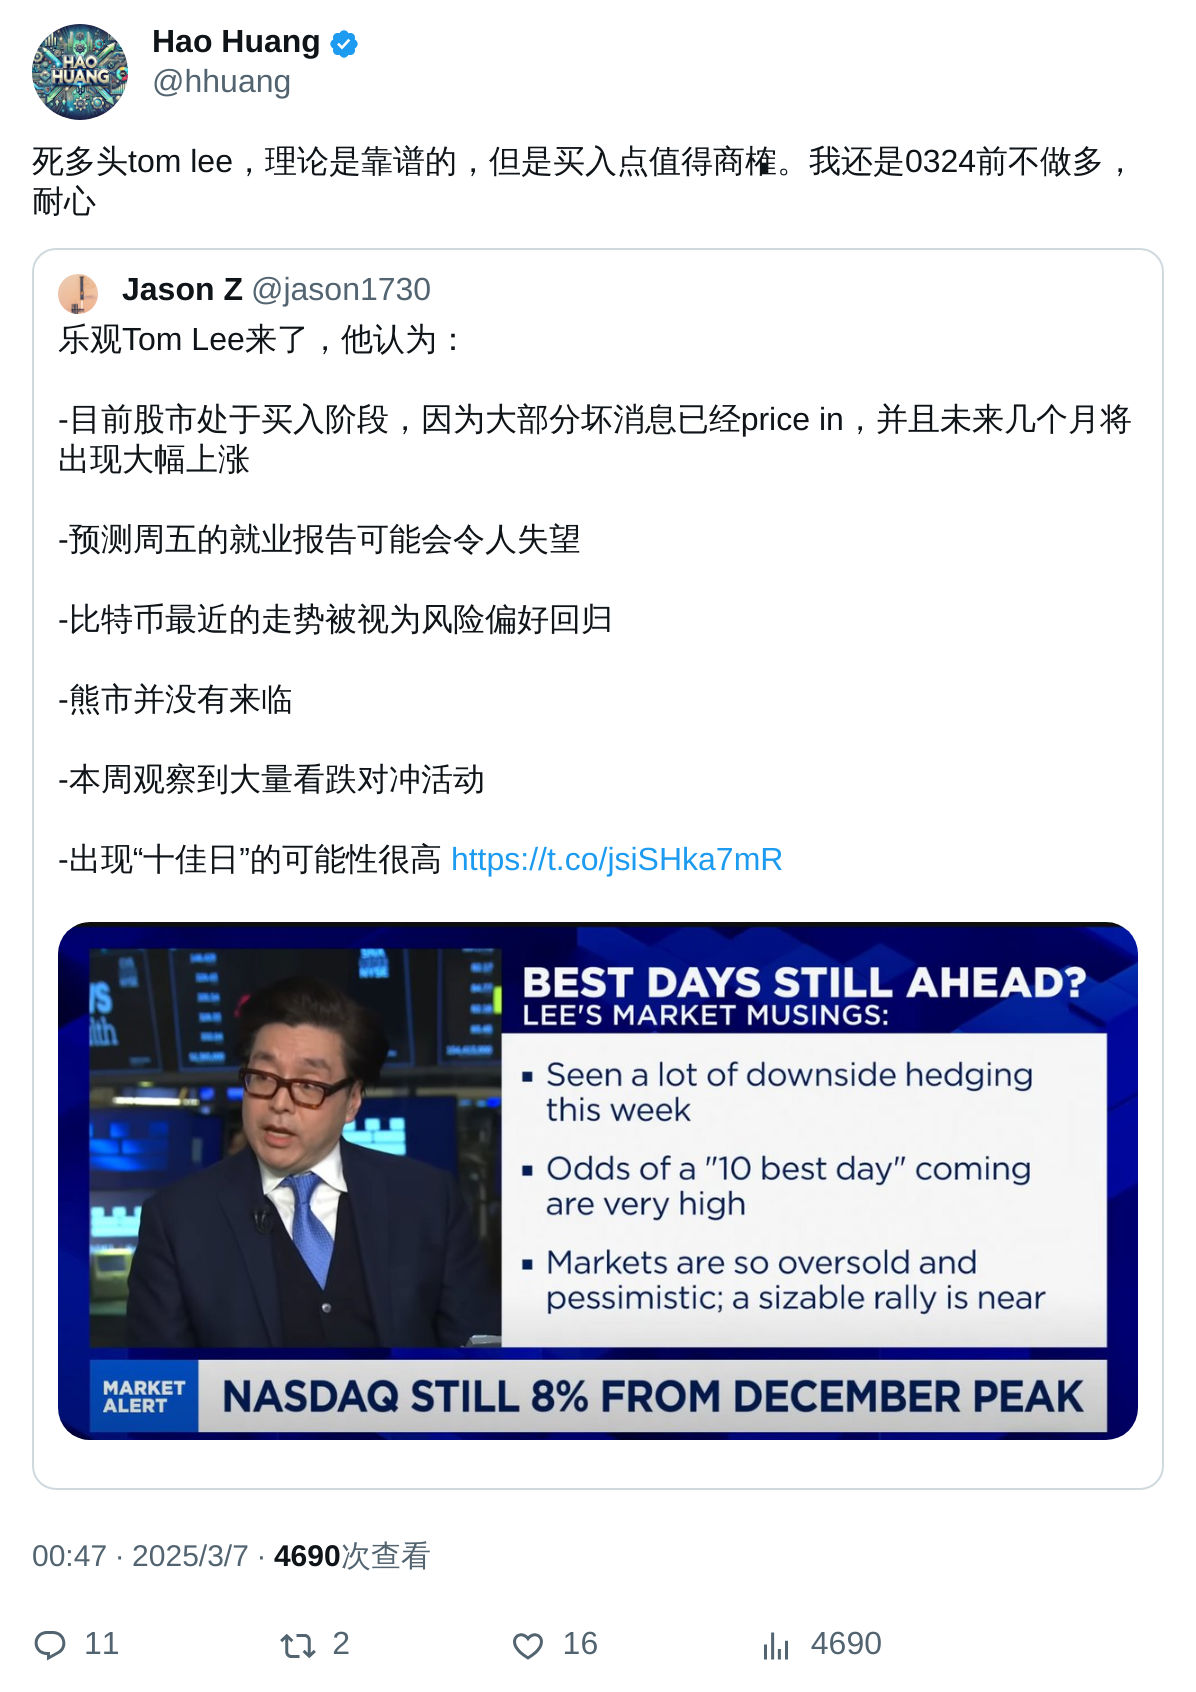 Hao Huang
@hhuang
HAO
HUANG
死多头tom lee，理论是靠谱的，但是买入点值得商榷。我还是0324前不做多，
耐心
Jason Z @jason1730
乐观Tom Lee来了，他认为：
-目前股市处于买入阶段，因为大部分坏消息已经price in，并且未来几个月将
出现大幅上涨
-预测周五的就业报告可能会令人失望
-比特币最近的走势被视为风险偏好回归
-熊市并没有来临
-本周观察到大量看跌对冲活动
-出现“十佳日”的可能性很高 https://t.co/jsiSHka7mR
BEST DAYS STILL AHEAD?
LEE'S MARKET MUSINGS:
▪ Seen a lot of downside hedging
this week
▪ Odds of a "10 best day" coming
are very high
▪ Markets are so oversold and
pessimistic; a sizable rally is near
MARKET
ALERT
NASDAQ STILL 8% FROM DECEMBER PEAK
00:47 · 2025/3/7 · 4690次查看
11 2 16 4690